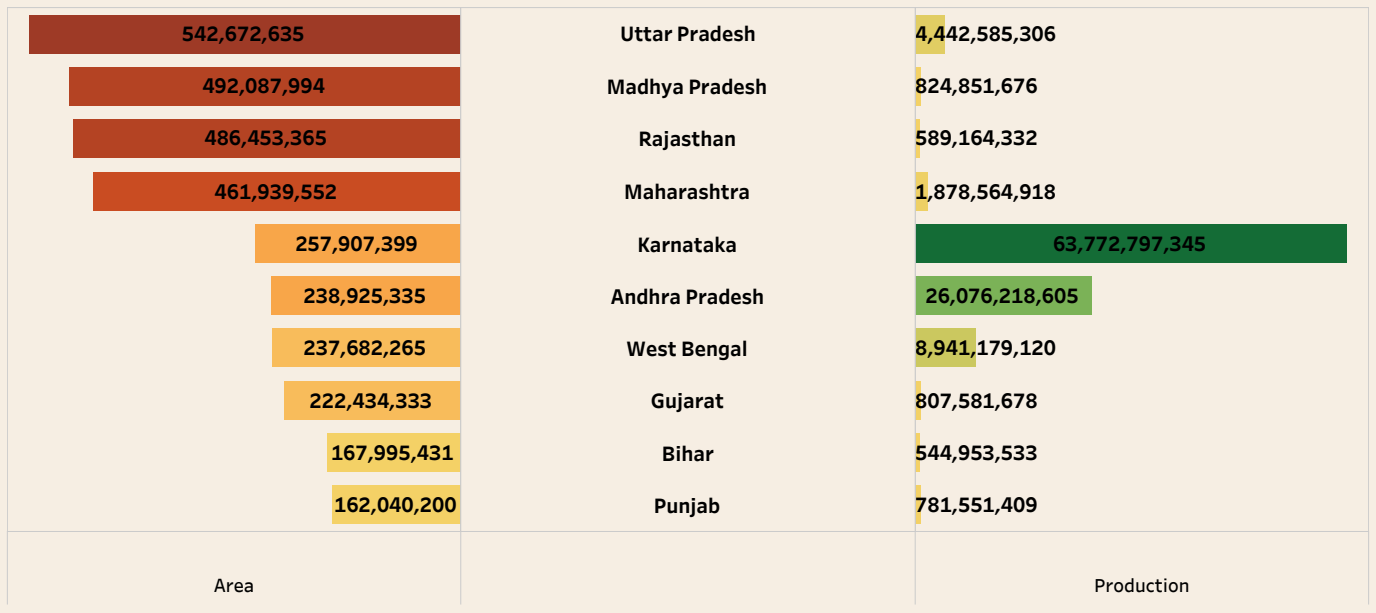 542,672,635 Uttar Pradesh 4,442,585,306
492,087,994 Madhya Pradesh 824,851,676
486,453,365 Rajasthan 589,164,332
461,939,552 Maharashtra 1,878,564,918
257,907,399 Karnataka 63,772,797,345
238,925,335 Andhra Pradesh 26,076,218,605
237,682,265 West Bengal 8,941,179,120
222,434,333 Gujarat 807,581,678
167,995,431 Bihar 544,953,533
162,040,200 Punjab 781,551,409
Area Production